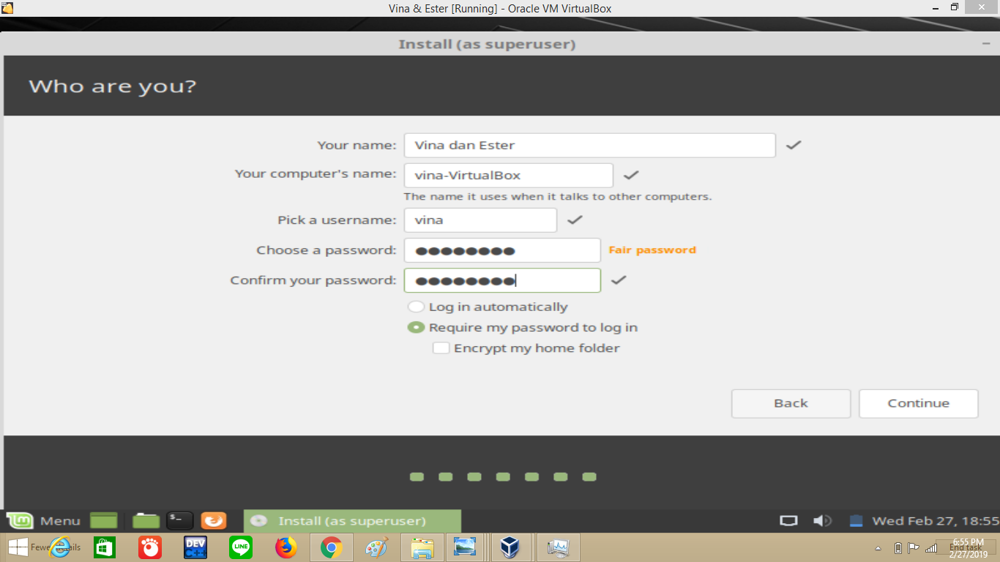 Vina & Ester [Running] - Oracle VM VirtualBox
Install (as superuser)
Who are you?
Your name: Vina dan Ester
Your computer's name: vina-VirtualBox
The name it uses when it talks to other computers.
Pick a username: vina
Choose a password: ●●●●●●●● Fair password
Confirm your password: ●●●●●●●●
Log in automatically
Require my password to log in
Encrypt my home folder
Back Continue
Menu Install (as superuser) Wed Feb 27, 18:55
DEV
C++
LINE
End task
6:55 PM
2/27/2019